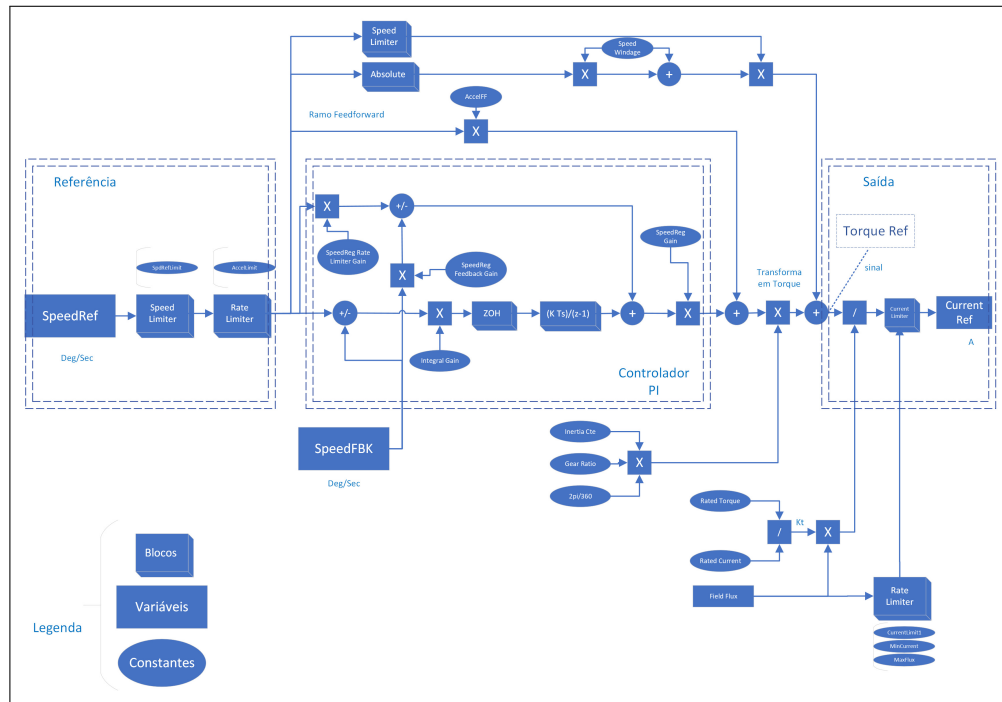 Speed
Limiter
Speed
Windage
Absolute
X
+
X
AccelFF
Ramo Feedforward
X
Referência
Saída
X
+/-
SpeedReg
Gain
Torque Ref
SpeedReg Rate
Limiter Gain
SpeedReg
Feedback Gain
X
SpdRefLimit
AccelLimit
Transforma
em Torque
sinal
SpeedRef
Speed
Limiter
Rate
Limiter
+/-
X
ZOH
(K Ts)/(z-1)
+
X
+
X
+
/
Current
Limiter
Current
Ref
Deg/Sec
A
Integral Gain
Controlador
PI
SpeedFBK
Deg/Sec
Inertia Cte
Gear Ratio
X
2pi/360
Rated Torque
/
Kt
X
Rated Current
Field Flux
Rate
Limiter
CurrentLimit1
MinCurrent
MaxFlux
Legenda
Blocos
Variáveis
Constantes